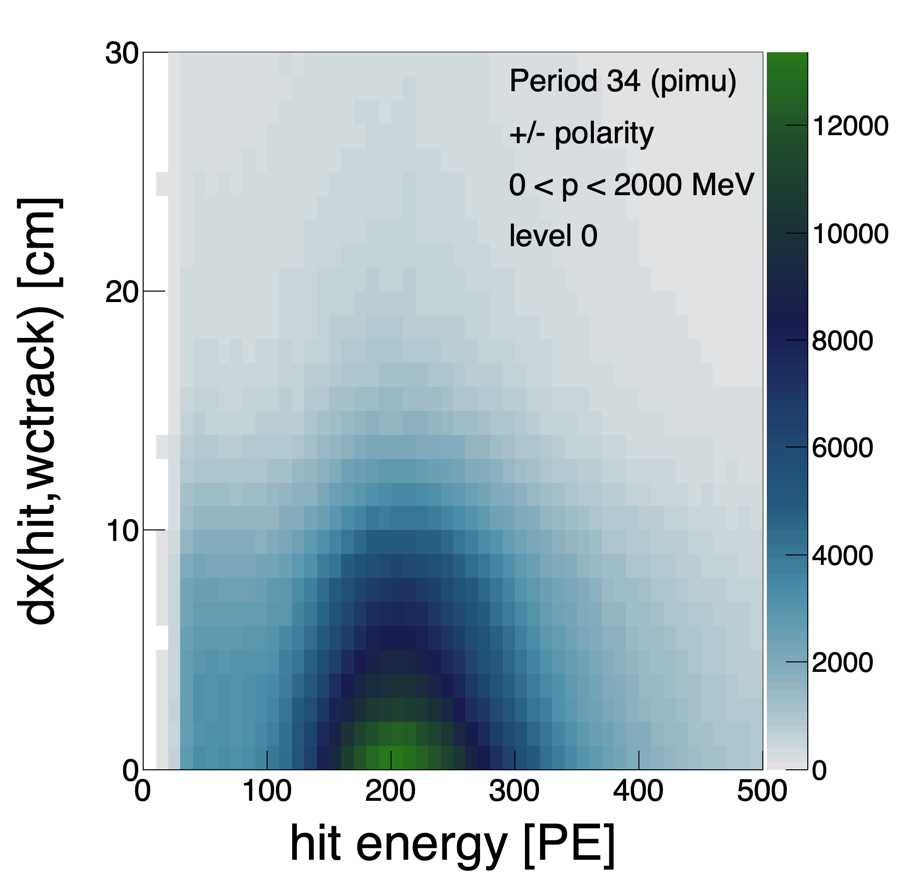 30
20
10
0
0
100
200
300
400
500
dx(hit,wctrack) [cm]
hit energy [PE]
Period 34 (pimu)
+/- polarity
0 < p < 2000 MeV
level 0
12000
10000
8000
6000
4000
2000
0